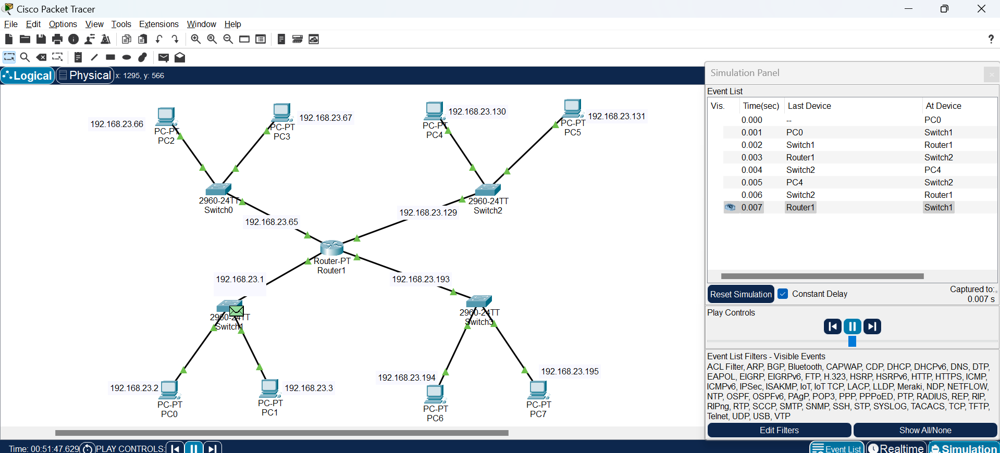 Cisco Packet Tracer
File Edit Options View Tools Extensions Window Help
?
Logical Physical x: 1295, y: 566
192.168.23.66
PC-PT
PC2
192.168.23.67
PC-PT
PC3
192.168.23.130
PC-PT
PC4
192.168.23.131
PC-PT
PC5
2960-24TT
Switch0
2960-24TT
Switch2
192.168.23.65
192.168.23.129
Router-PT
Router1
192.168.23.1
192.168.23.193
2960-24TT
Switch1
2960-24TT
Switch3
192.168.23.2
PC-PT
PC0
192.168.23.3
PC-PT
PC1
192.168.23.194
PC-PT
PC6
192.168.23.195
PC-PT
PC7
Simulation Panel
Event List
Vis. Time(sec) Last Device At Device
0.000 -- PC0
0.001 PC0 Switch1
0.002 Switch1 Router1
0.003 Router1 Switch2
0.004 Switch2 PC4
0.005 PC4 Switch2
0.006 Switch2 Router1
0.007 Router1 Switch1
Reset Simulation Constant Delay Captured to:
0.007 s
Play Controls
Event List Filters - Visible Events
ACL Filter, ARP, BGP, Bluetooth, CAPWAP, CDP, DHCP, DHCPv6, DNS, DTP,
EAPOL, EIGRP, EIGRPv6, FTP, H.323, HSRP, HSRPv6, HTTP, HTTPS, ICMP,
ICMPv6, IPSec, ISAKMP, IoT, IoT TCP, LACP, LLDP, Meraki, NDP, NETFLOW,
NTP, OSPF, OSPFv6, PAgP, POP3, PPP, PPPoED, PTP, RADIUS, REP, RIP,
RIPng, RTP, SCCP, SMTP, SNMP, SSH, STP, SYSLOG, TACACS, TCP, TFTP,
Telnet, UDP, USB, VTP
Edit Filters Show All/None
Time: 00:51:47.629 PLAY CONTROLS: Event List Realtime Simulation